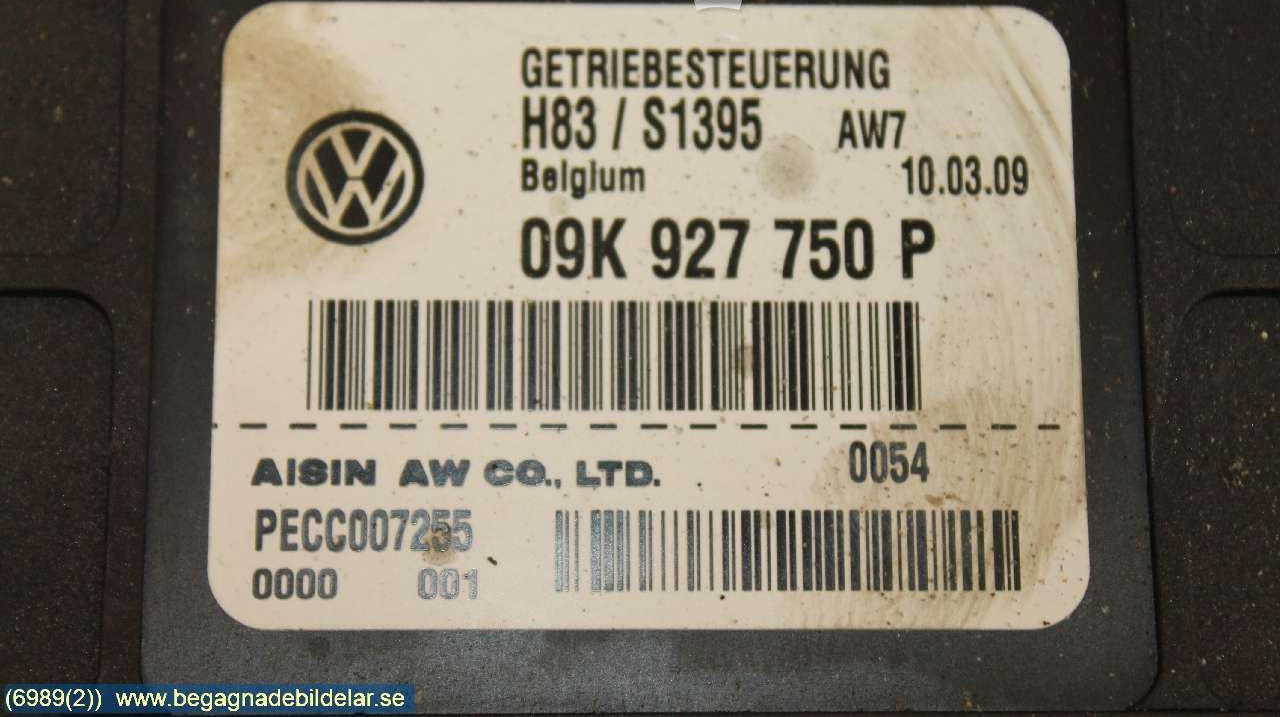 GETRIEBESTEUERUNG
H83 / S1395 AW7
Belgium 10.03.09
09K 927 750 P
AISIN AW CO., LTD. 0054
PECC007255
0000 001
(6989(2)) www.begagnadebildelar.se